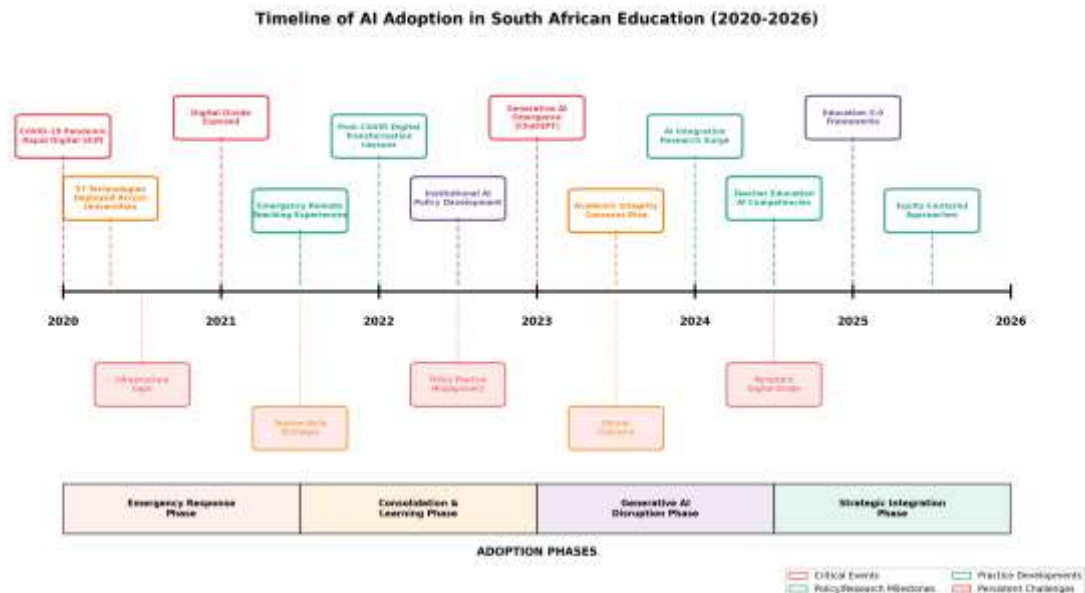 Timeline of AI Adoption in South African Education (2020-2026)
COVID-19 Pandemic
Rapid Digital Shift
Digital Divide
Exposed
Post-COVID Digital
Transformation
Lessons
Generative AI
Emergence
(ChatGPT)
AI Integration
Research Surge
Education 5.0
Frameworks
Technologies
Deployed Across
Universities
Emergency Remote
Teaching Experiences
Institutional AI
Policy Development
Academic Integrity
Concerns Rise
Teacher Education
AI Competencies
Equity-Centered
Approaches
2020
2021
2022
2023
2024
2025
2026
Infrastructure
Gaps
Policy-Practice
Misalignment
Persistent
Digital Divide
Teacher Skills
Shortages
Ethical
Concerns
Emergency Response
Phase
Consolidation &
Learning Phase
Generative AI
Disruption Phase
Strategic Integration
Phase
ADOPTION PHASES
Critical Events
Practice Developments
Policy/Research Milestones
Persistent Challenges